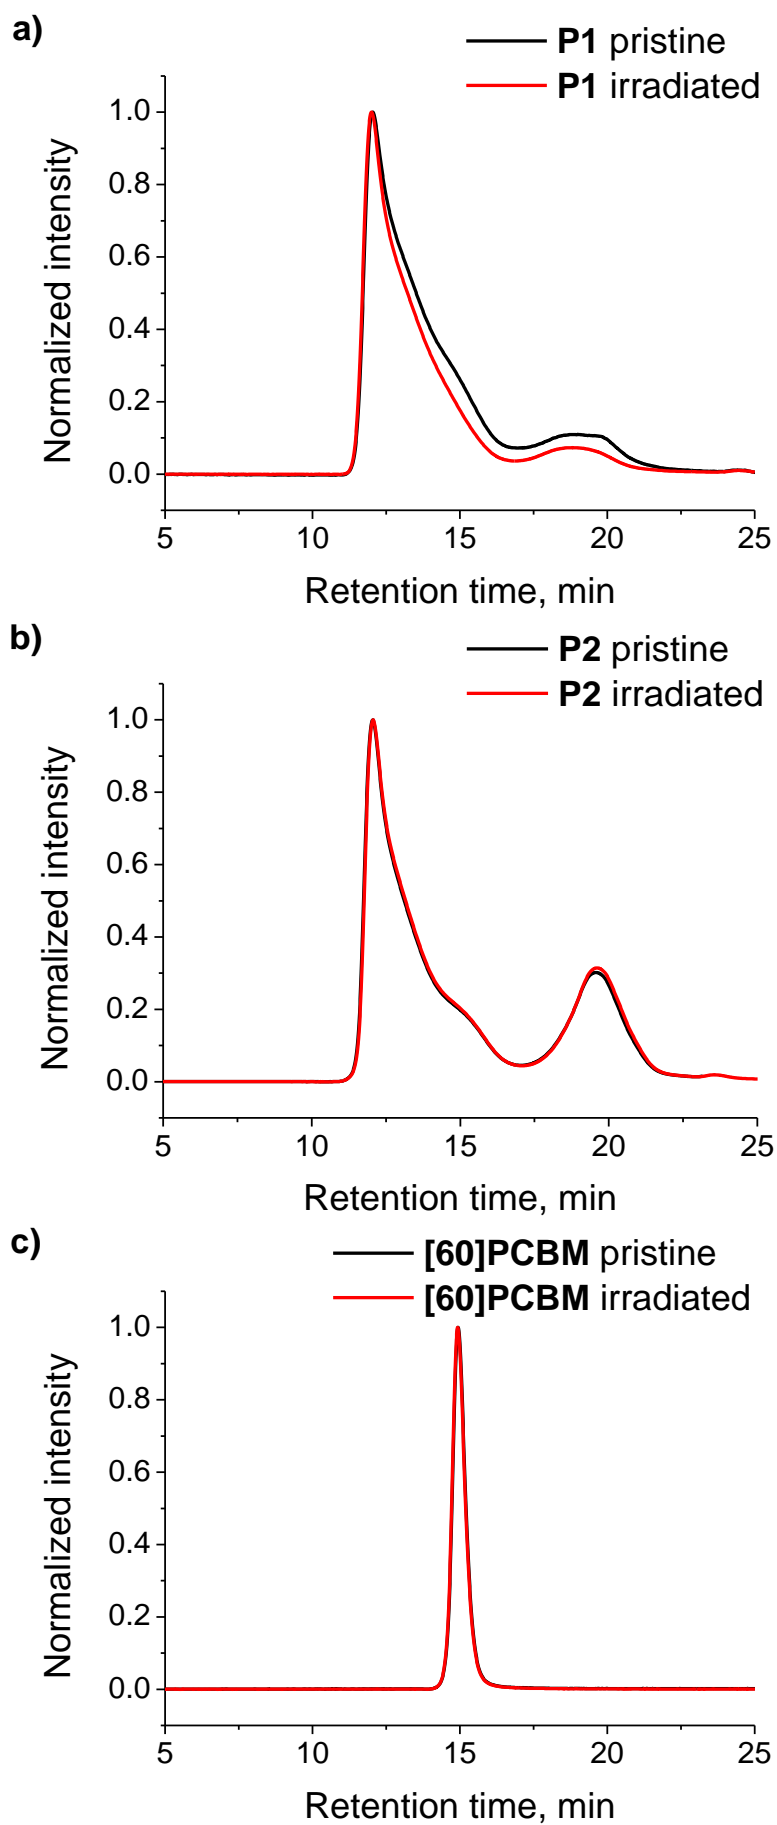 a)
P1 pristine
P1 irradiated
1.0
0.8
0.6
0.4
0.2
0.0
Normalized intensity
5 10 15 20 25
Retention time, min
b)
P2 pristine
P2 irradiated
1.0
0.8
0.6
0.4
0.2
0.0
Normalized intensity
5 10 15 20 25
Retention time, min
c)
[60]PCBM pristine
[60]PCBM irradiated
1.0
0.8
0.6
0.4
0.2
0.0
Normalized intensity
5 10 15 20 25
Retention time, min